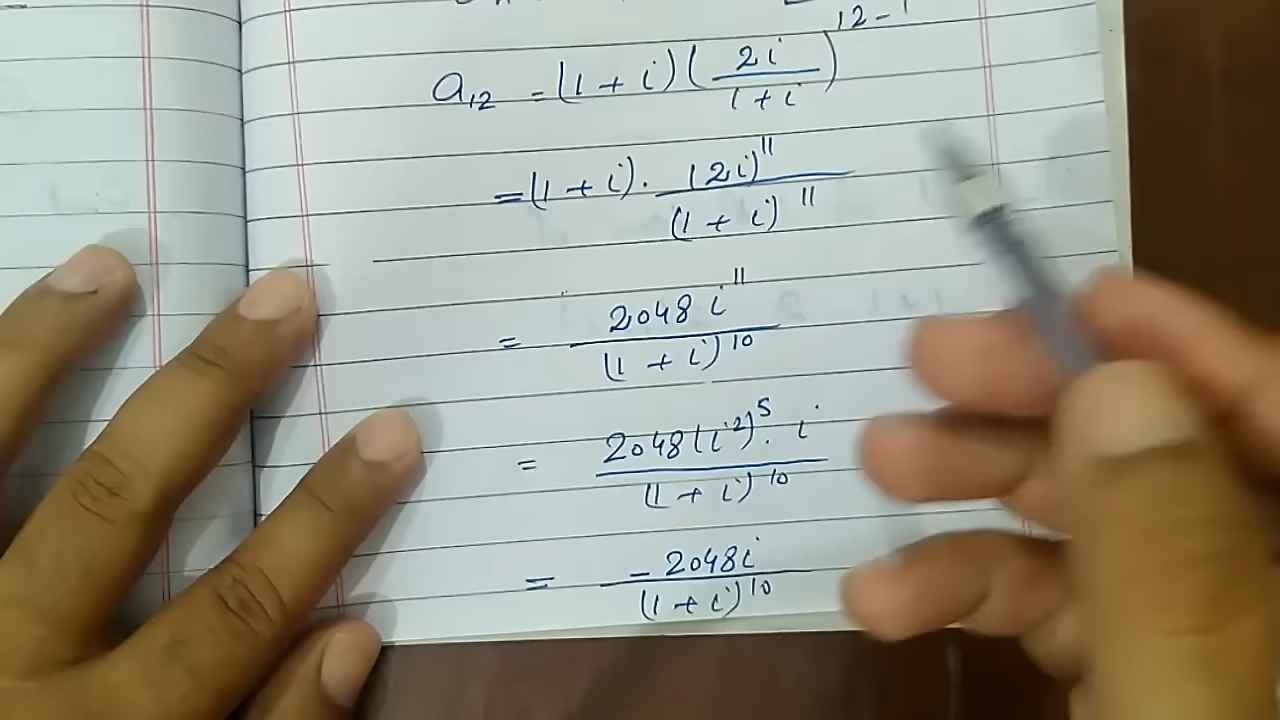 a₁₂ = (1 + i) (2i / 1 + i)¹²⁻¹
= (1 + i) . (2i)¹¹ / (1 + i)¹¹
= 2048 i¹¹ / (1 + i)¹⁰
= 2048 (i²)⁵ . i / (1 + i)¹⁰
= - 2048i / (1 + i)¹⁰